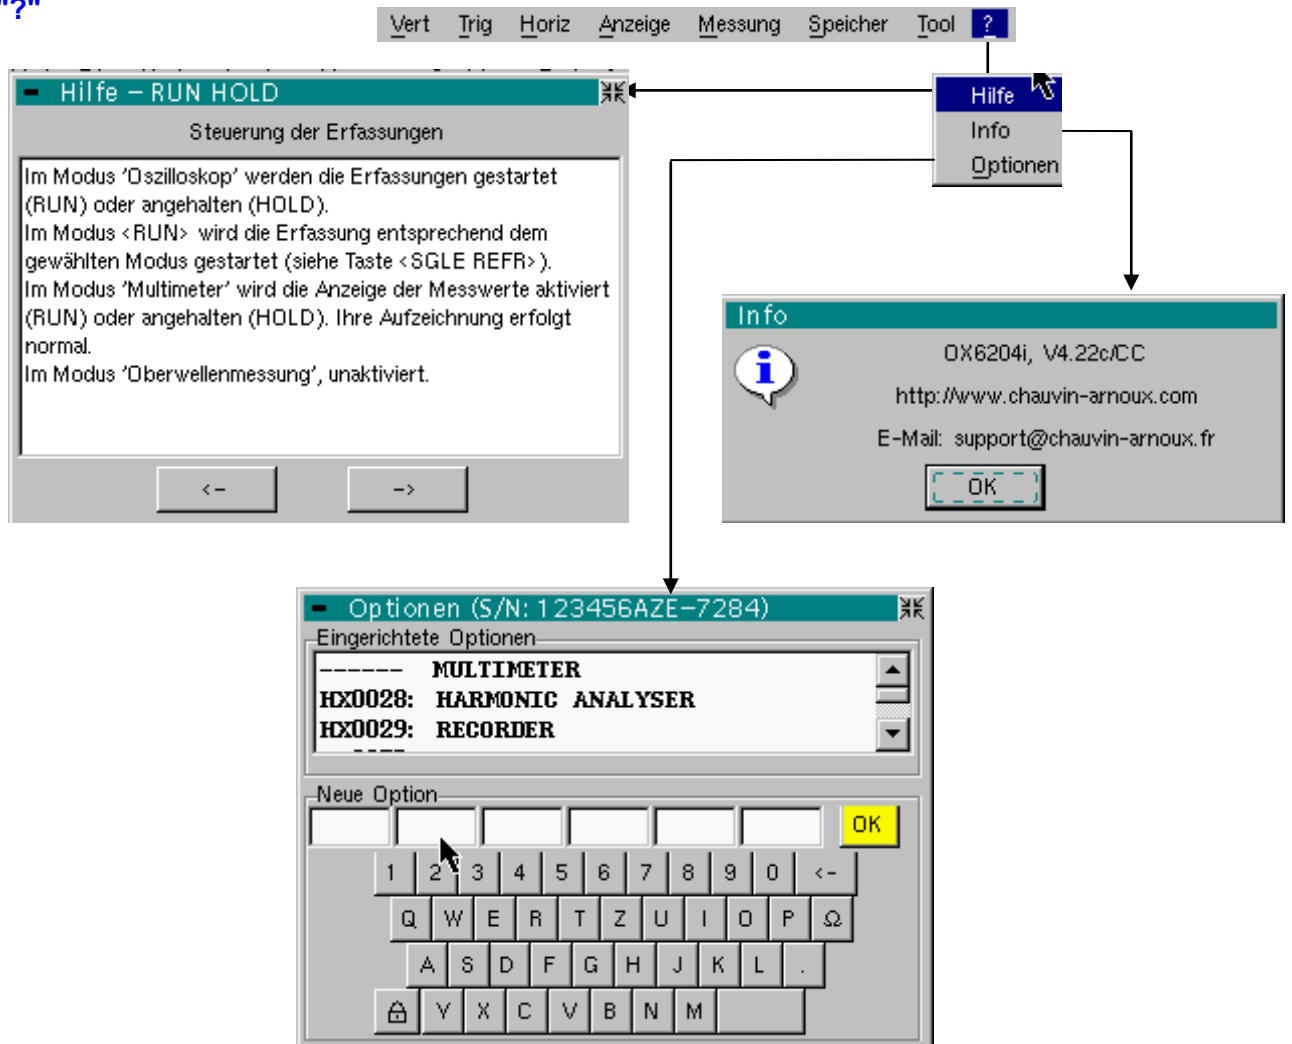 "?"
Vert Trig Horiz Anzeige Messung Speicher Tool ?
Hilfe – RUN HOLD
Steuerung der Erfassungen
Im Modus 'Oszilloskop' werden die Erfassungen gestartet
(RUN) oder angehalten (HOLD).
Im Modus <RUN> wird die Erfassung entsprechend dem
gewählten Modus gestartet (siehe Taste <SGLE REFR>).
Im Modus 'Multimeter' wird die Anzeige der Messwerte aktiviert
(RUN) oder angehalten (HOLD). Ihre Aufzeichnung erfolgt
normal.
Im Modus 'Oberwellenmessung', unaktiviert.
<-
->
Hilfe
Info
Optionen
Info
OX6204i, V4.22c/CC
http://www.chauvin-arnoux.com
E-Mail: support@chauvin-arnoux.fr
OK
Optionen (S/N: 123456AZE-7284)
Eingerichtete Optionen
------ MULTIMETER
HX0028: HARMONIC ANALYSER
HX0029: RECORDER
Neue Option
OK
1 2 3 4 5 6 7 8 9 0 <-
Q W E R T Z U I O P Ω
A S D F G H J K L .
Y X C V B N M